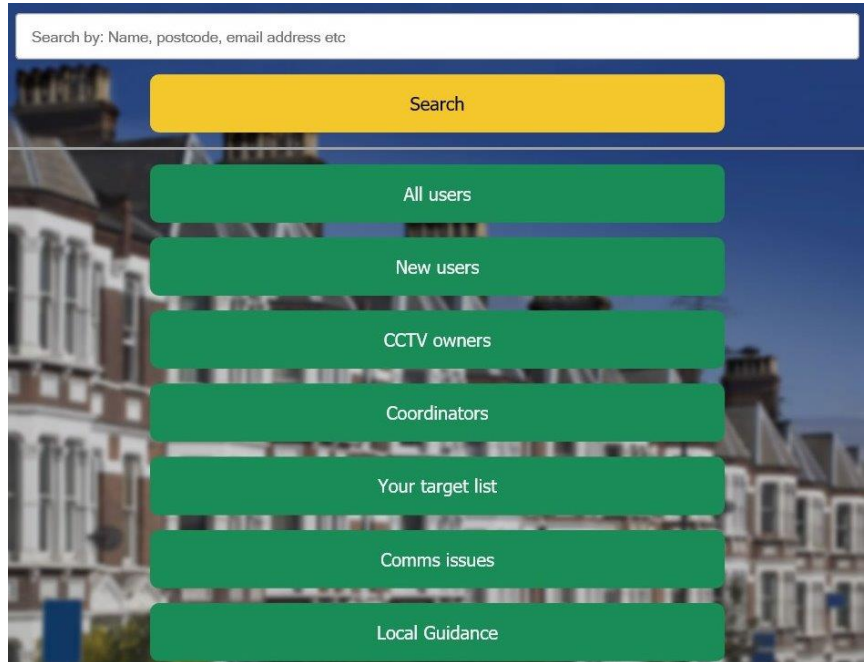 Search by: Name, postcode, email address etc
Search
All users
New users
CCTV owners
Coordinators
Your target list
Comms issues
Local Guidance